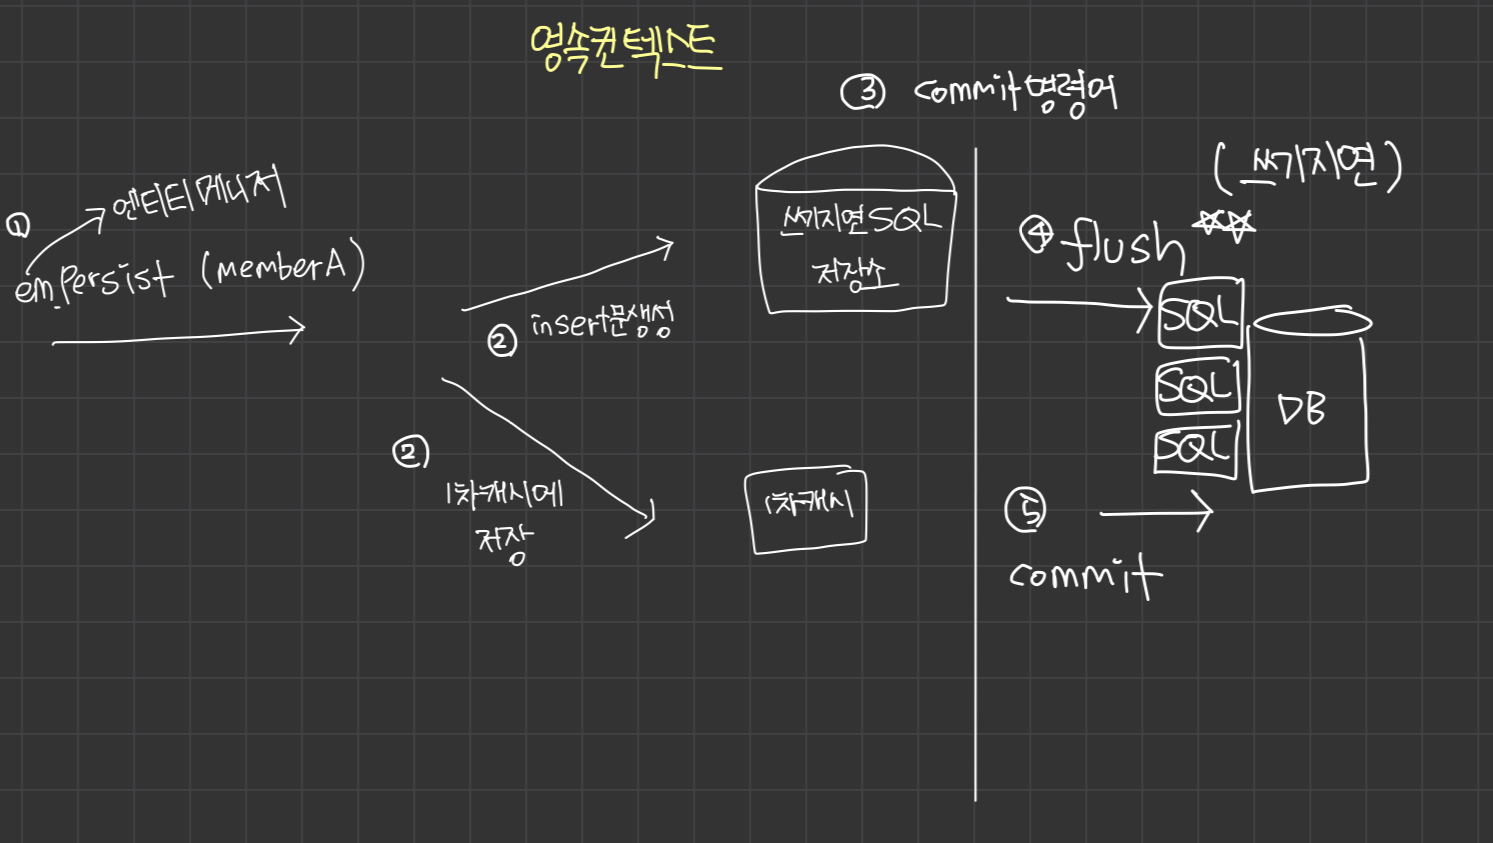 영속컨텍스트
③ commit명령어
(쓰기지연)
①
엔티티메니저
em.persist (memberA)
② insert문생성
쓰기지연SQL
저장소
④ flush
SQL
SQL
SQL
DB
②
1차캐시에
저장
1차캐시
⑤
commit